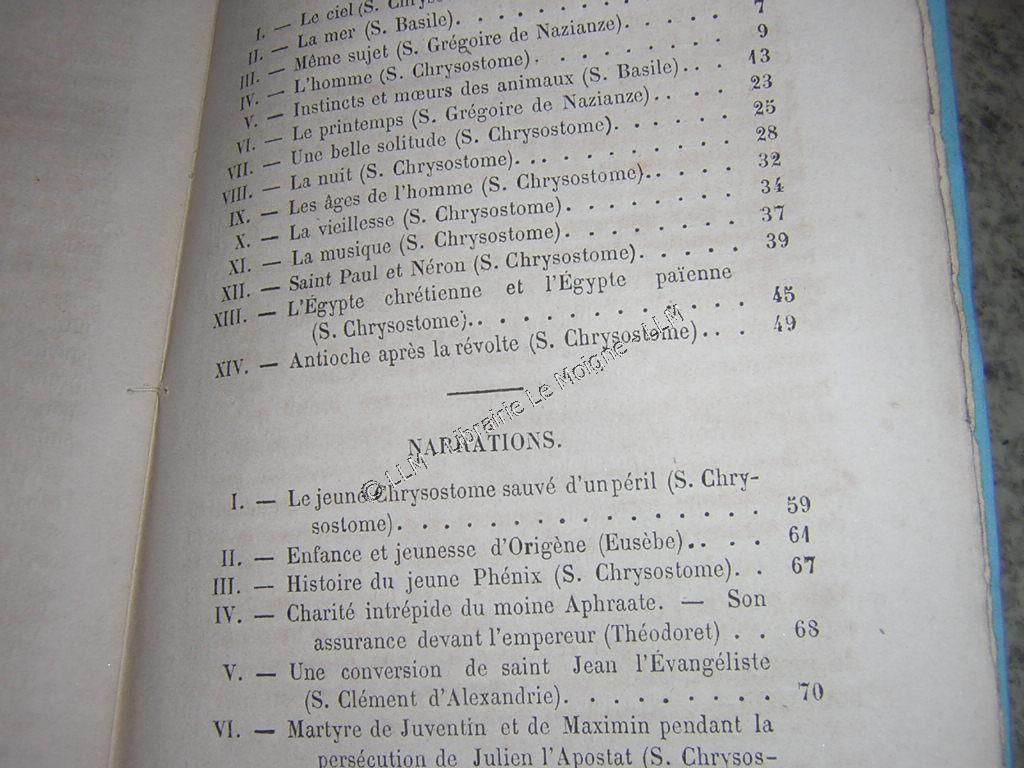 I. — Le ciel (S.
II. — La mer (S. Basile). . . . . . . . .
III. — Même sujet (S. Grégoire de Nazianze). 7
IV. — L'homme (S. Chrysostome). . . . . . . 9
V. — Instincts et mœurs des animaux (S. Basile). . . 13
VI. — Le printemps (S. Grégoire de Nazianze). . . . 23
VII. — Une belle solitude (S. Chrysostome). . . . . . 25
VIII. — La nuit (S. Chrysostome). . . . . . . . . . 28
IX. — Les âges de l'homme (S. Chrysostome). . . . . 32
X. — La vieillesse (S. Chrysostome) . . . . . . . 34
XI. — La musique (S. Chrysostome) . . . . . . . 37
XII. — Saint Paul et Néron (S. Chrysostome) . . . . . 39
XIII. — L'Égypte chrétienne et l'Égypte païenne
(S. Chrysostome). . . . . . . . . . . . 45
XIV. — Antioche après la révolte (S. Chrysostome). . . 49
NARRATIONS.
© LLM - Librairie Le Moigne - LLM
I. — Le jeune Chrysostome sauvé d'un péril (S. Chry-
sostome). . . . . . . . . . . . . . . . 59
II. — Enfance et jeunesse d'Origène (Eusèbe). . . . 61
III. — Histoire du jeune Phénix (S. Chrysostome). . 67
IV. — Charité intrépide du moine Aphraate. — Son
assurance devant l'empereur (Théodoret) . . 68
V. — Une conversion de saint Jean l'Évangéliste
(S. Clément d'Alexandrie). . . . . . . . . 70
VI. — Martyre de Juventin et de Maximin pendant la
persécution de Julien l'Apostat (S. Chrysos-